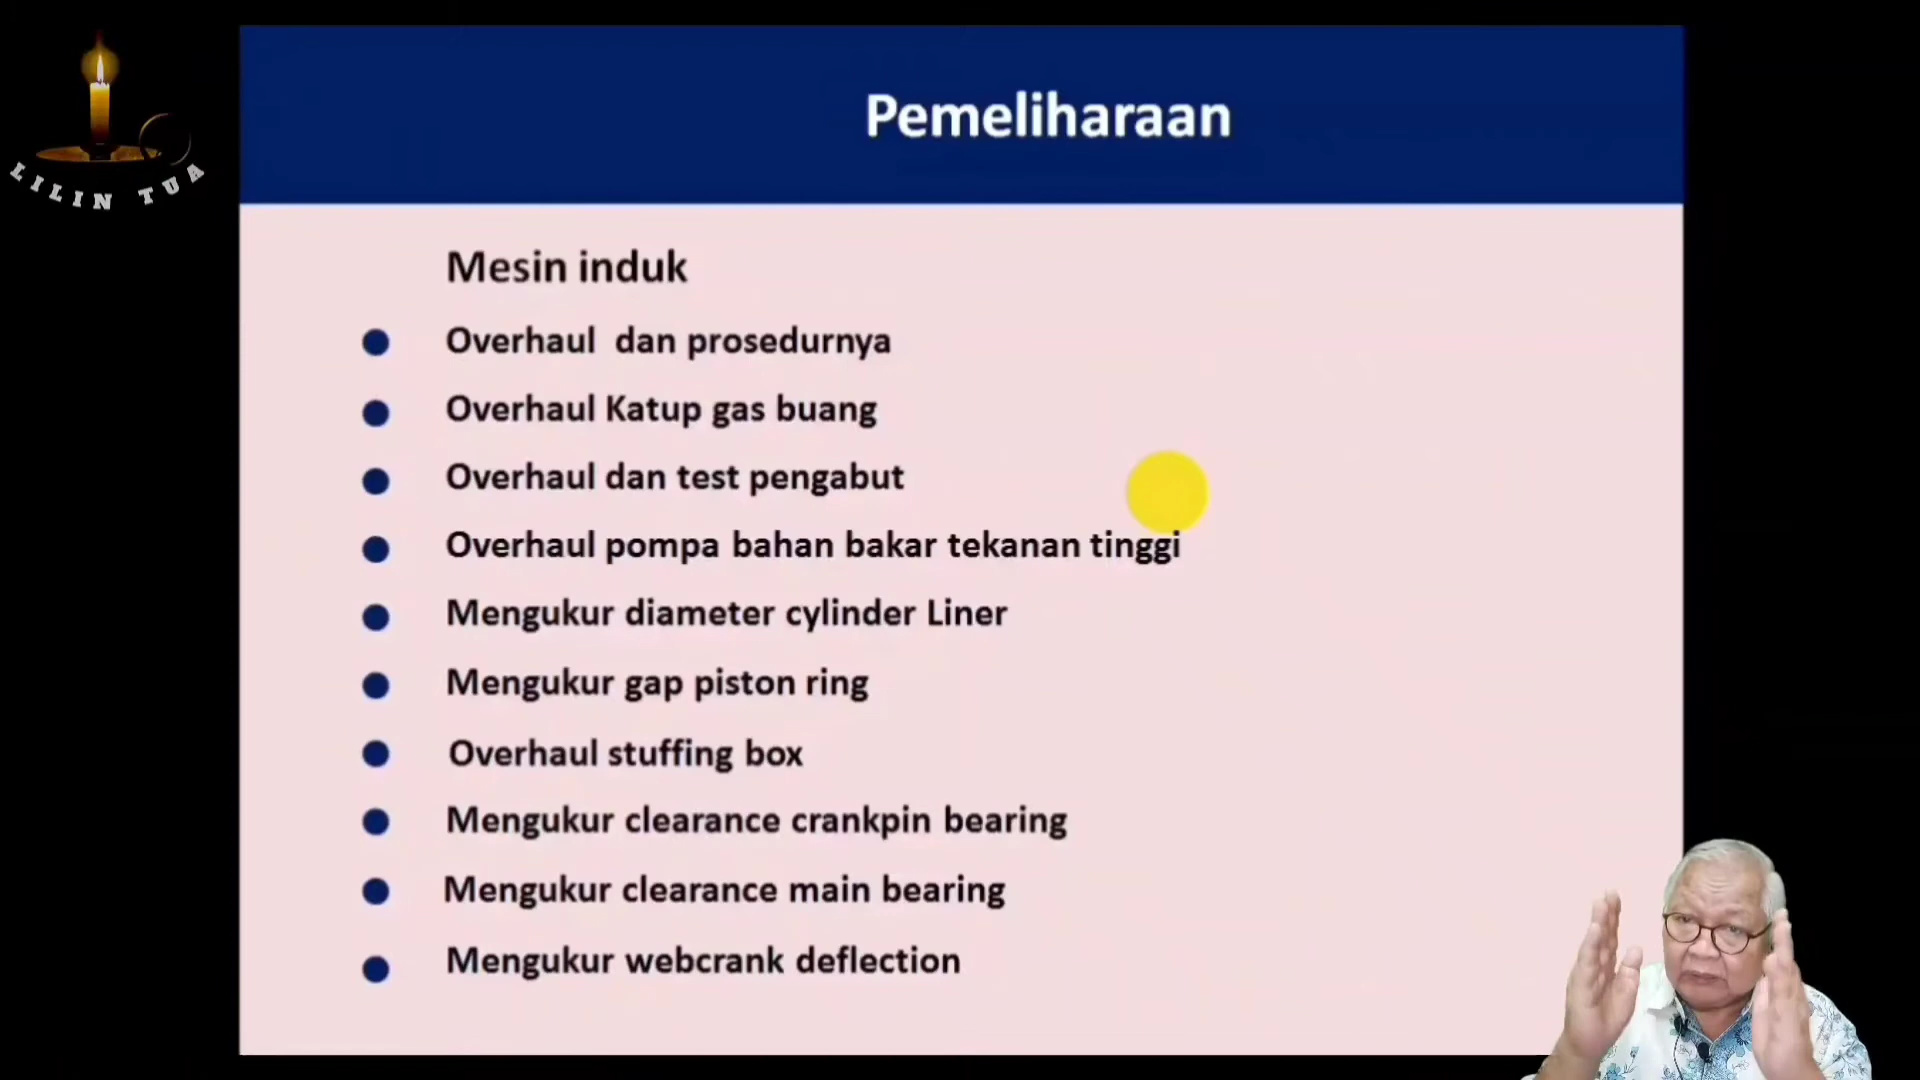 LILIN TUA
Pemeliharaan
Mesin induk
Overhaul dan prosedurnya
Overhaul Katup gas buang
Overhaul dan test pengabut
Overhaul pompa bahan bakar tekanan tinggi
Mengukur diameter cylinder Liner
Mengukur gap piston ring
Overhaul stuffing box
Mengukur clearance crankpin bearing
Mengukur clearance main bearing
Mengukur webcrank deflection